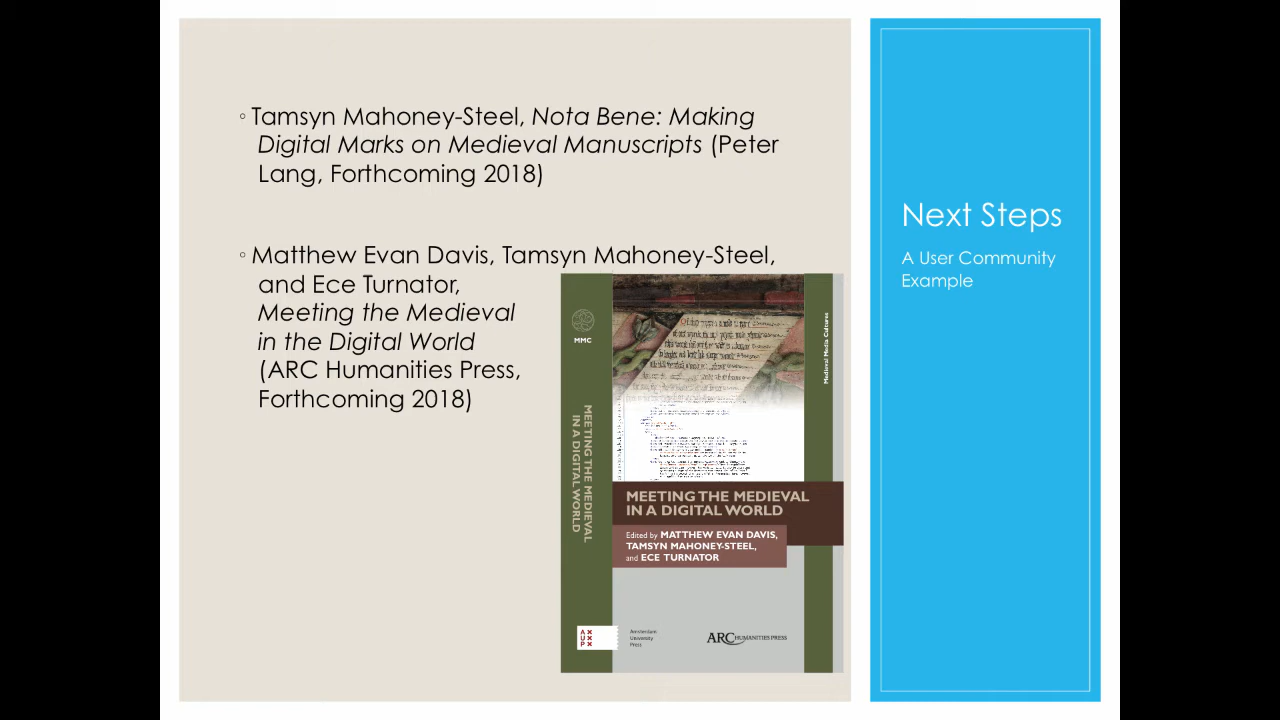 ◦ Tamsyn Mahoney-Steel, Nota Bene: Making
Digital Marks on Medieval Manuscripts (Peter
Lang, Forthcoming 2018)
◦ Matthew Evan Davis, Tamsyn Mahoney-Steel,
and Ece Turnator,
Meeting the Medieval
in the Digital World
(ARC Humanities Press,
Forthcoming 2018)
MMC
MEETING THE MEDIEVAL
IN A DIGITAL WORLD
Medieval Media Cultures
MEETING THE MEDIEVAL
IN A DIGITAL WORLD
Edited by MATTHEW EVAN DAVIS,
TAMSYN MAHONEY-STEEL,
and ECE TURNATOR
AUP
Amsterdam
University
Press
ARC HUMANITIES PRESS
Next Steps
A User Community
Example